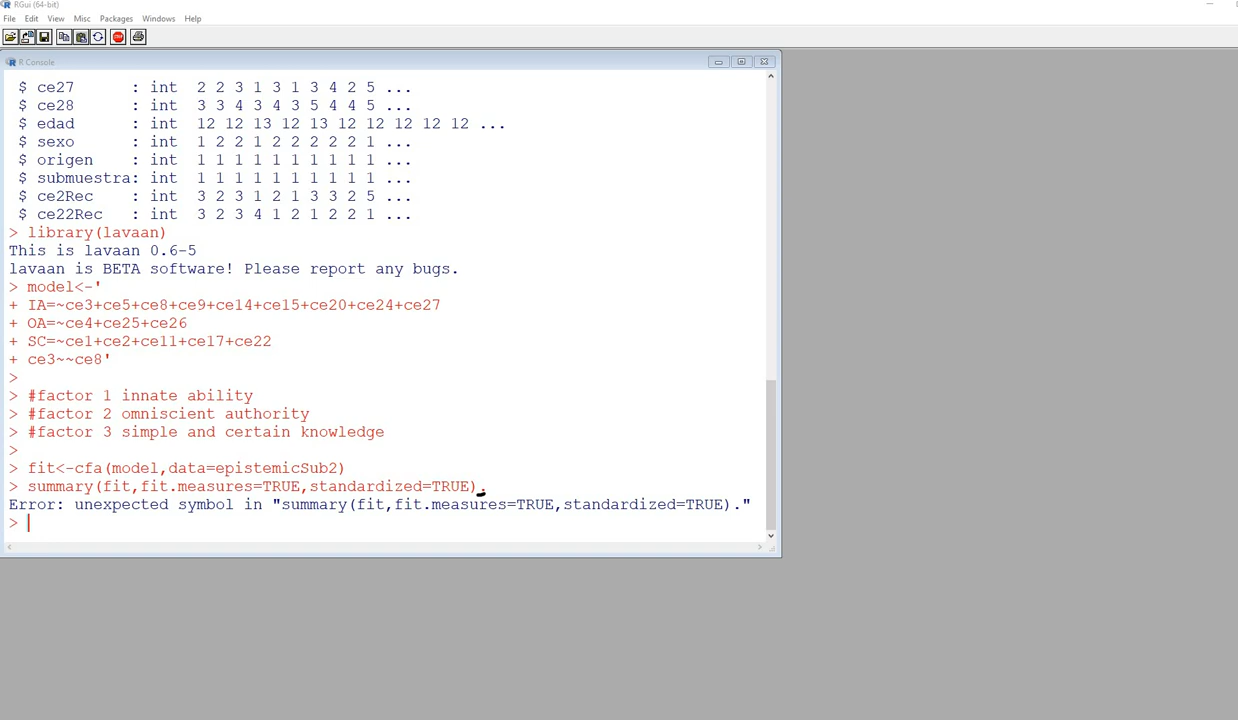 RGui (64-bit)
File Edit View Misc Packages Windows Help
STOP
R Console
$ ce27 : int 2 2 3 1 3 1 3 4 2 5 ...
$ ce28 : int 3 3 4 3 4 3 5 4 4 5 ...
$ edad : int 12 12 13 12 13 12 12 12 12 12 ...
$ sexo : int 1 2 2 1 2 2 2 2 2 1 ...
$ origen : int 1 1 1 1 1 1 1 1 1 1 ...
$ submuestra: int 1 1 1 1 1 1 1 1 1 1 ...
$ ce2Rec : int 3 2 3 1 2 1 3 3 2 5 ...
$ ce22Rec : int 3 2 3 4 1 2 1 2 2 1 ...
> library(lavaan)
This is lavaan 0.6-5
lavaan is BETA software! Please report any bugs.
> model<-'
+ IA=~ce3+ce5+ce8+ce9+ce14+ce15+ce20+ce24+ce27
+ OA=~ce4+ce25+ce26
+ SC=~ce1+ce2+ce11+ce17+ce22
+ ce3~~ce8'
>
> #factor 1 innate ability
> #factor 2 omniscient authority
> #factor 3 simple and certain knowledge
>
> fit<-cfa(model,data=epistemicSub2)
> summary(fit,fit.measures=TRUE,standardized=TRUE).
Error: unexpected symbol in "summary(fit,fit.measures=TRUE,standardized=TRUE)."
>